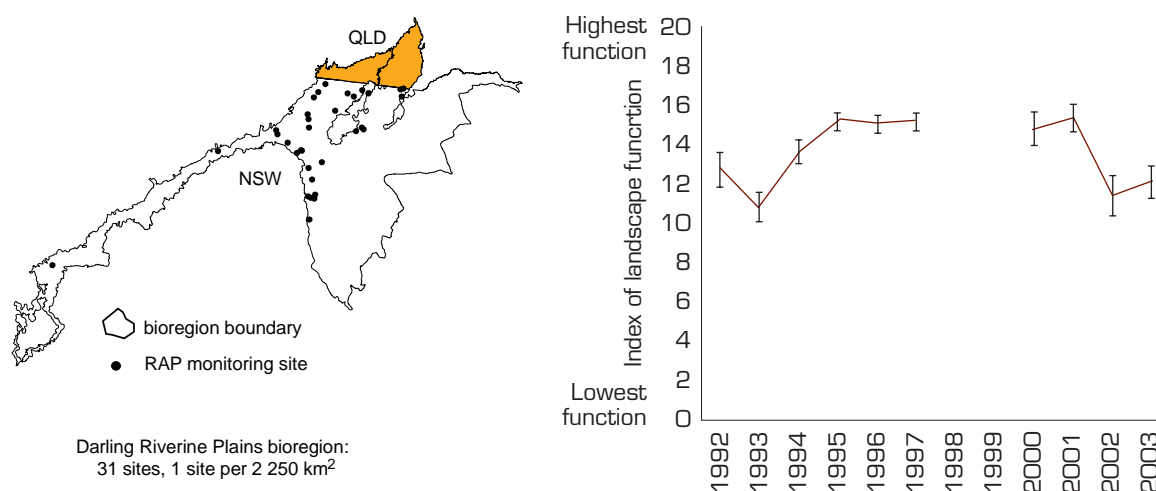 QLD
NSW
bioregion boundary
RAP monitoring site
Darling Riverine Plains bioregion:
31 sites, 1 site per 2 250 km²
Highest
function
Index of landscape funcrtion
20
18
16
14
12
10
8
6
4
2
0
Lowest
function
1992
1993
1994
1995
1996
1997
1998
1999
2000
2001
2002
2003